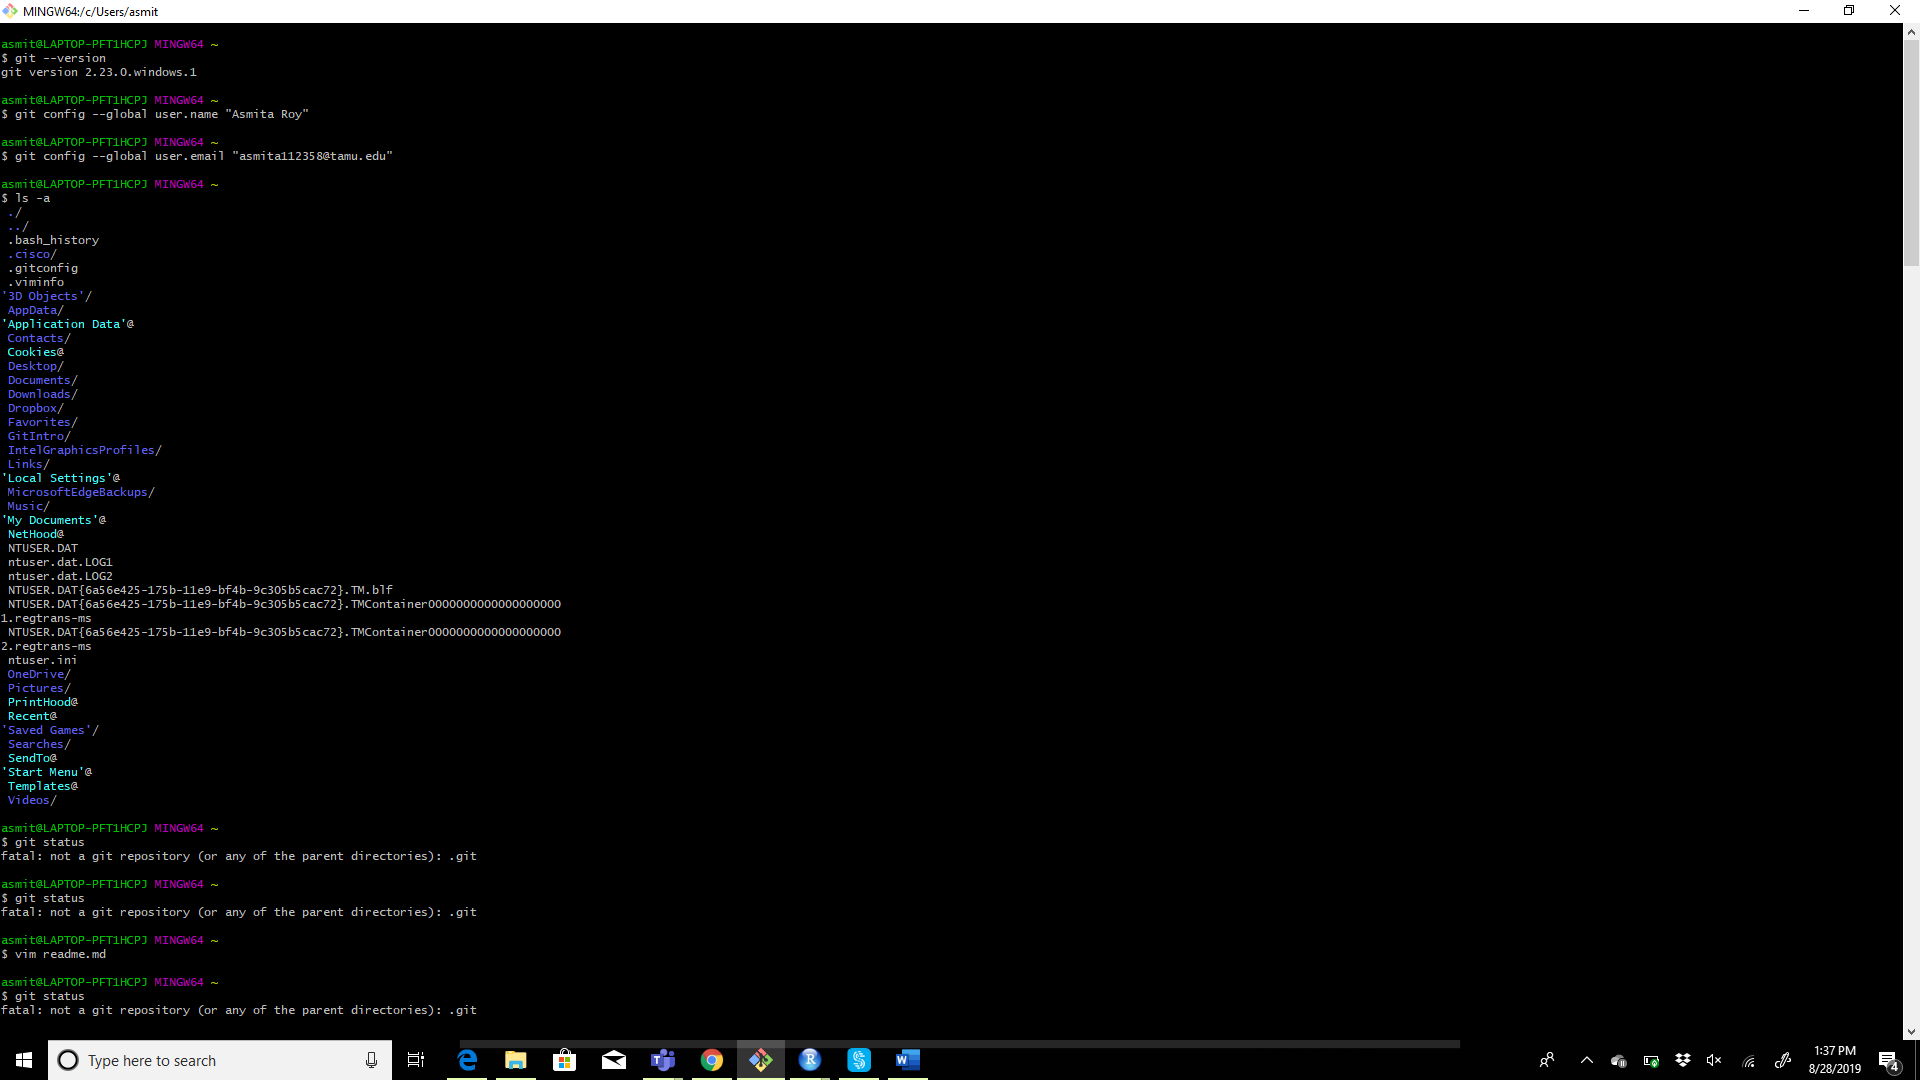 MINGW64:/c/Users/asmit
asmit@LAPTOP-PFT1HCPJ MINGW64 ~
$ git --version
git version 2.23.0.windows.1
asmit@LAPTOP-PFT1HCPJ MINGW64 ~
$ git config --global user.name "Asmita Roy"
asmit@LAPTOP-PFT1HCPJ MINGW64 ~
$ git config --global user.email "asmita112358@tamu.edu"
asmit@LAPTOP-PFT1HCPJ MINGW64 ~
$ ls -a
./
../
.bash_history
.cisco/
.gitconfig
.viminfo
'3D Objects'/
AppData/
'Application Data'@
Contacts/
Cookies@
Desktop/
Documents/
Downloads/
Dropbox/
Favorites/
GitIntro/
IntelGraphicsProfiles/
Links/
'Local Settings'@
MicrosoftEdgeBackups/
Music/
'My Documents'@
NetHood@
NTUSER.DAT
ntuser.dat.LOG1
ntuser.dat.LOG2
NTUSER.DAT{6a56e425-175b-11e9-bf4b-9c305b5cac72}.TM.blf
NTUSER.DAT{6a56e425-175b-11e9-bf4b-9c305b5cac72}.TMContainer0000000000000000000
1.regtrans-ms
NTUSER.DAT{6a56e425-175b-11e9-bf4b-9c305b5cac72}.TMContainer0000000000000000000
2.regtrans-ms
ntuser.ini
OneDrive/
Pictures/
PrintHood@
Recent@
'Saved Games'/
Searches/
SendTo@
'Start Menu'@
Templates@
Videos/
asmit@LAPTOP-PFT1HCPJ MINGW64 ~
$ git status
fatal: not a git repository (or any of the parent directories): .git
asmit@LAPTOP-PFT1HCPJ MINGW64 ~
$ git status
fatal: not a git repository (or any of the parent directories): .git
asmit@LAPTOP-PFT1HCPJ MINGW64 ~
$ vim readme.md
asmit@LAPTOP-PFT1HCPJ MINGW64 ~
$ git status
fatal: not a git repository (or any of the parent directories): .git
Type here to search
1:37 PM
8/28/2019
4